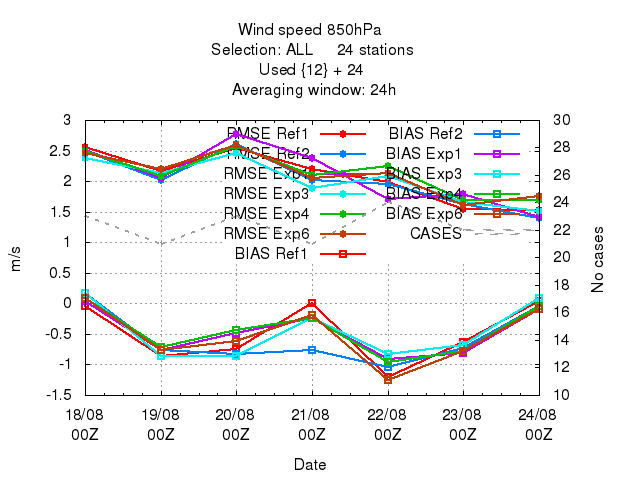 Wind speed 850hPa
Selection: ALL 24 stations
Used {12} + 24
Averaging window: 24h
m/s
3
2.5
2
1.5
1
0.5
0
-0.5
-1
-1.5
RMSE Ref1
RMSE Ref2
RMSE Exp1
RMSE Exp3
RMSE Exp4
RMSE Exp6
BIAS Ref1
BIAS Ref2
BIAS Exp1
BIAS Exp3
BIAS Exp4
BIAS Exp6
CASES
30
28
26
24
22
20
18
16
14
12
10
No cases
18/08 19/08 20/08 21/08 22/08 23/08 24/08
00Z 00Z 00Z 00Z 00Z 00Z 00Z
Date